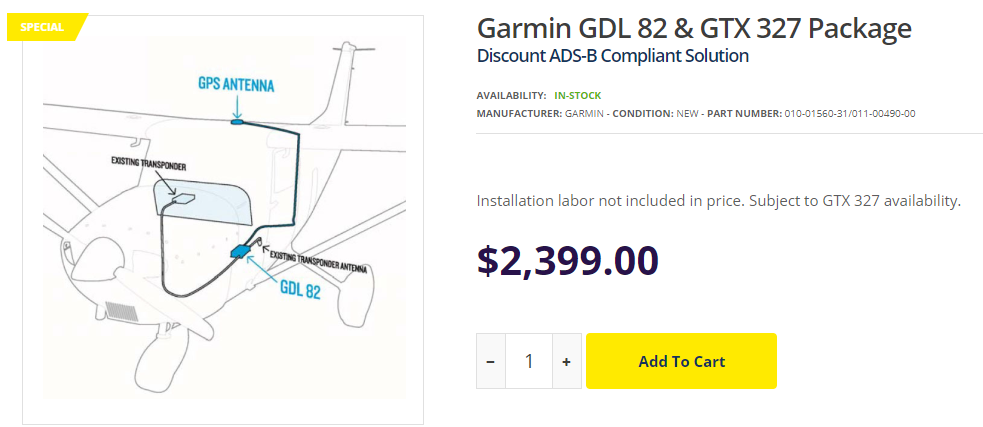 SPECIAL
GPS ANTENNA
EXISTING TRANSPONDER
EXISTING TRANSPONDER ANTENNA
GDL 82
Garmin GDL 82 & GTX 327 Package
Discount ADS-B Compliant Solution
AVAILABILITY: IN-STOCK
MANUFACTURER: GARMIN - CONDITION: NEW - PART NUMBER: 010-01560-31/011-00490-00
Installation labor not included in price. Subject to GTX 327 availability.
$2,399.00
- 1 +
Add To Cart